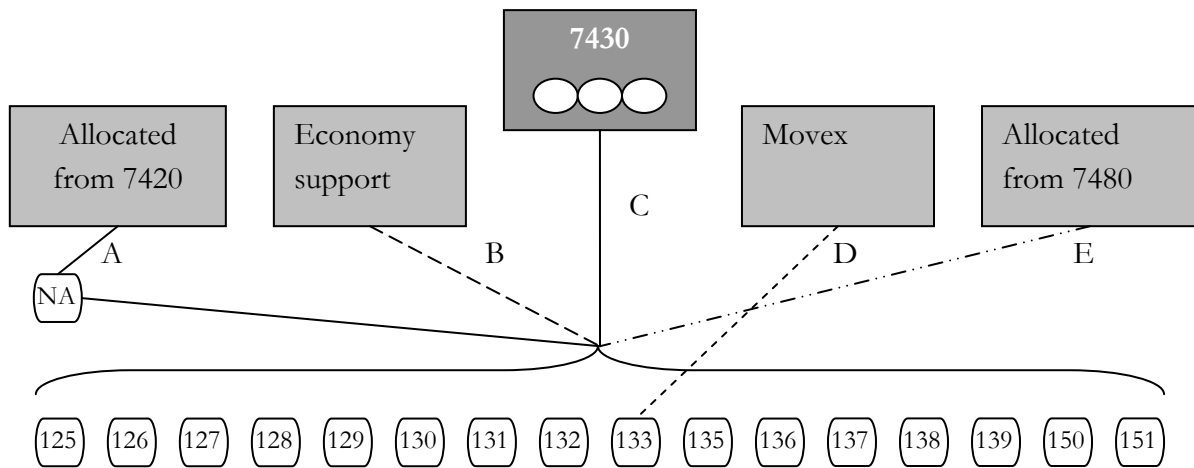 7430
Allocated
from 7420
Economy
support
Movex
Allocated
from 7480
A
B
C
D
E
NA
125 126 127 128 129 130 131 132 133 135 136 137 138 139 150 151